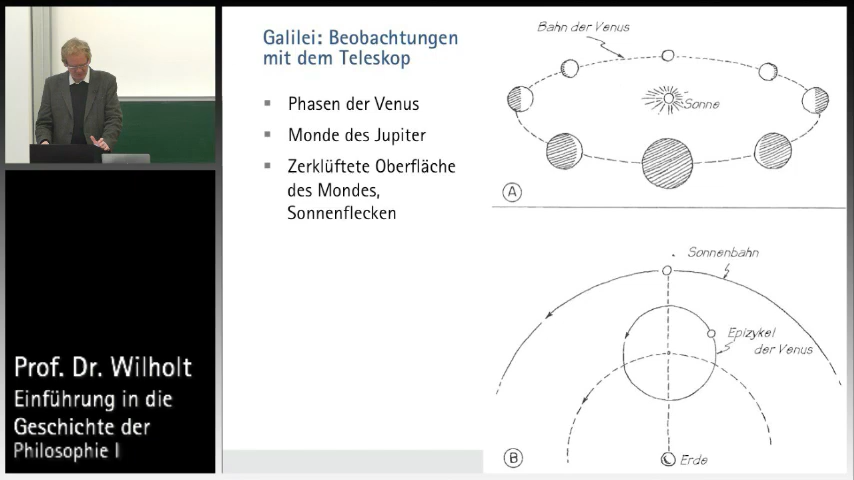 Galilei: Beobachtungen
mit dem Teleskop
▪ Phasen der Venus
▪ Monde des Jupiter
▪ Zerklüftete Oberfläche
des Mondes,
Sonnenflecken
Bahn der Venus
Sonne
A
Sonnenbahn
Epizykel
der Venus
B
Erde
Prof. Dr. Wilholt
Einführung in die
Geschichte der
Philosophie I